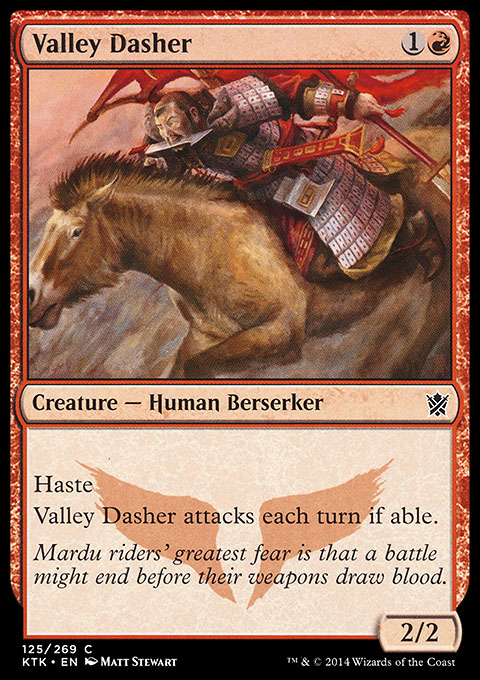 Valley Dasher 1
Creature — Human Berserker
Haste
Valley Dasher attacks each turn if able.
Mardu riders' greatest fear is that a battle
might end before their weapons draw blood.
2/2
125/269 C
KTK • EN Matt Stewart
™ & © 2014 Wizards of the Coast